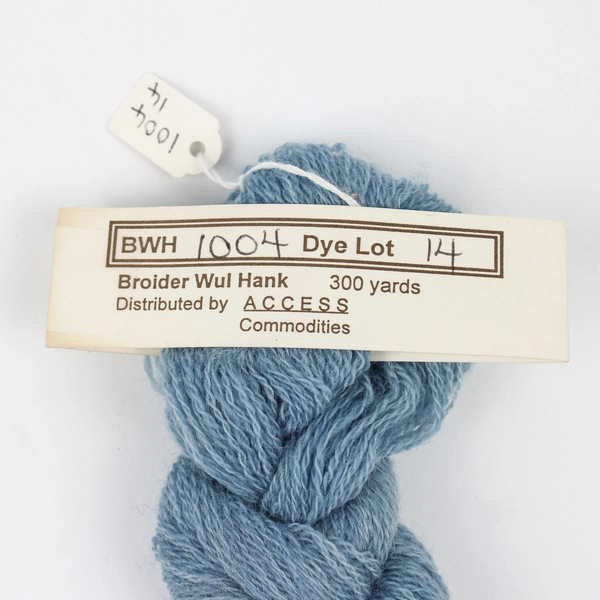 1004
14
BWH 1004 Dye Lot 14
Broider Wul Hank 300 yards
Distributed by ACCESS
Commodities